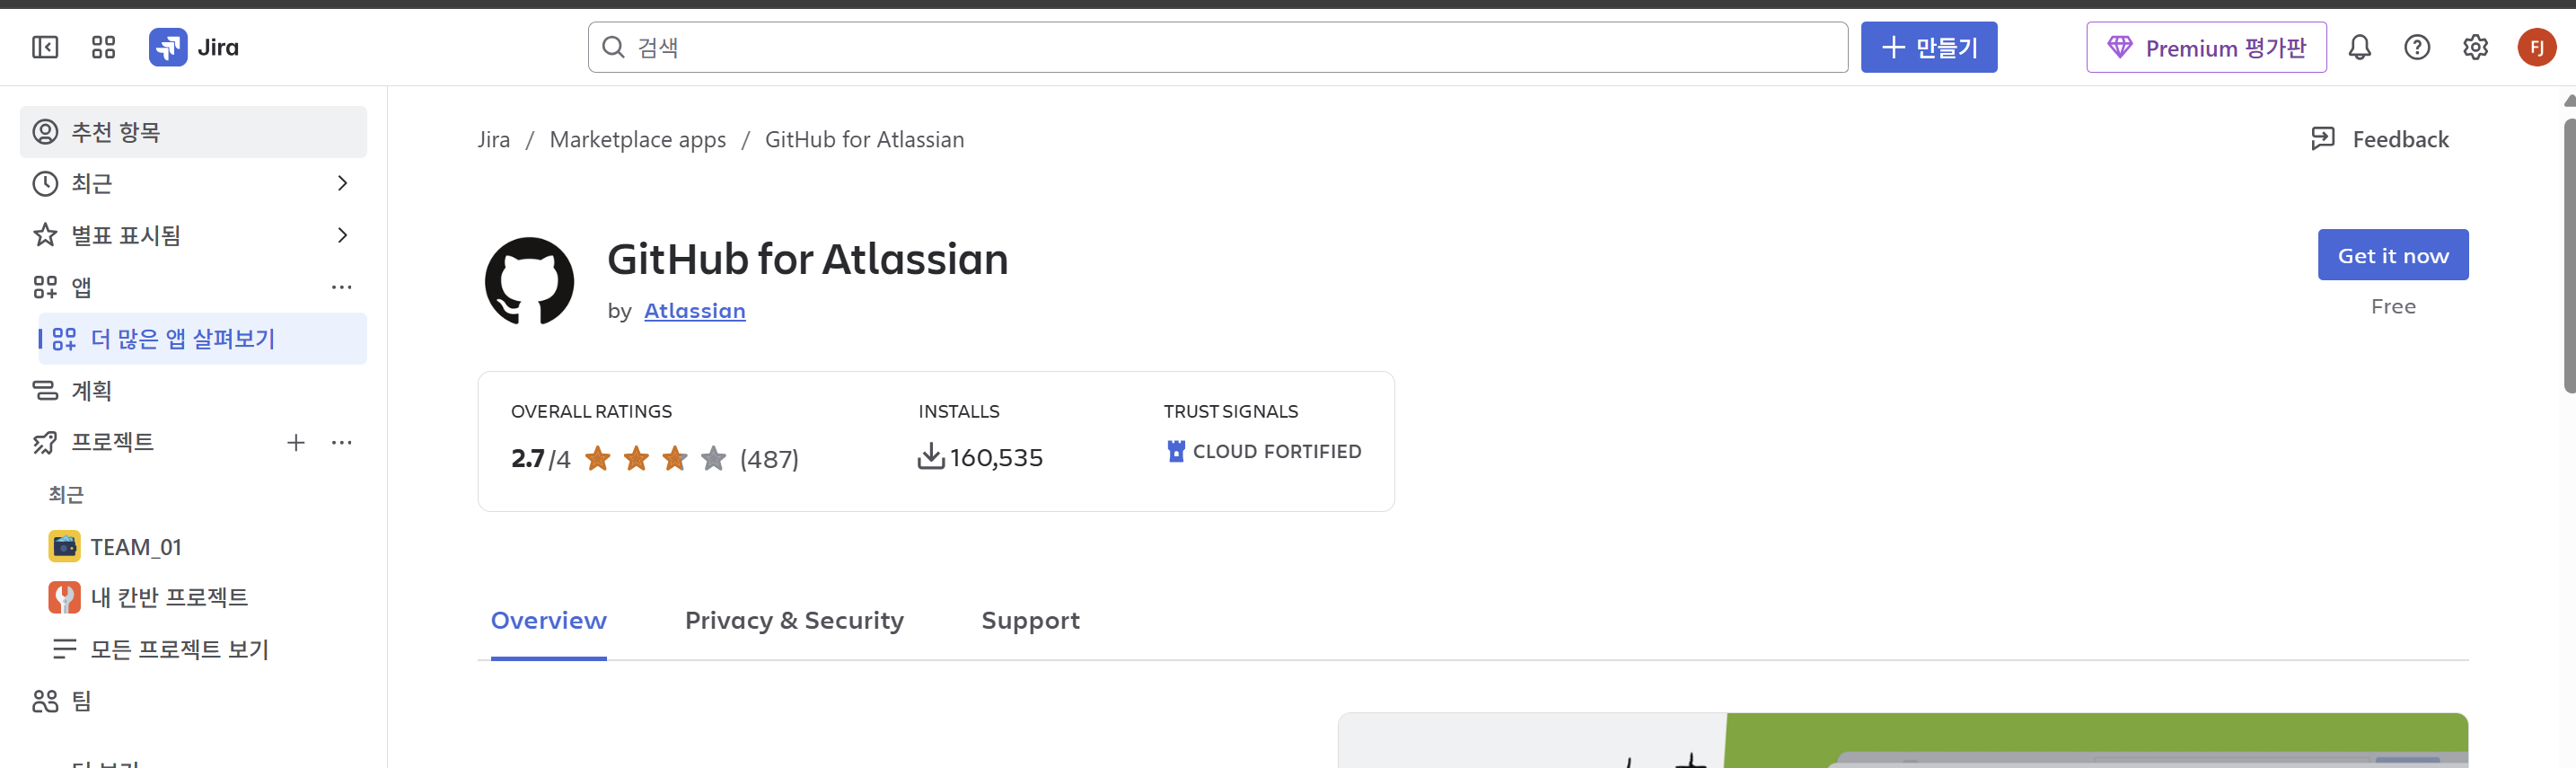 Jira
검색
만들기
Premium 평가판
FJ
추천 항목
최근
별표 표시됨
앱
더 많은 앱 살펴보기
계획
프로젝트
최근
TEAM_01
내 칸반 프로젝트
모든 프로젝트 보기
팀
Jira / Marketplace apps / GitHub for Atlassian
Feedback
GitHub for Atlassian
by Atlassian
Get it now
Free
OVERALL RATINGS
2.7/4 (487)
INSTALLS
160,535
TRUST SIGNALS
CLOUD FORTIFIED
Overview
Privacy & Security
Support